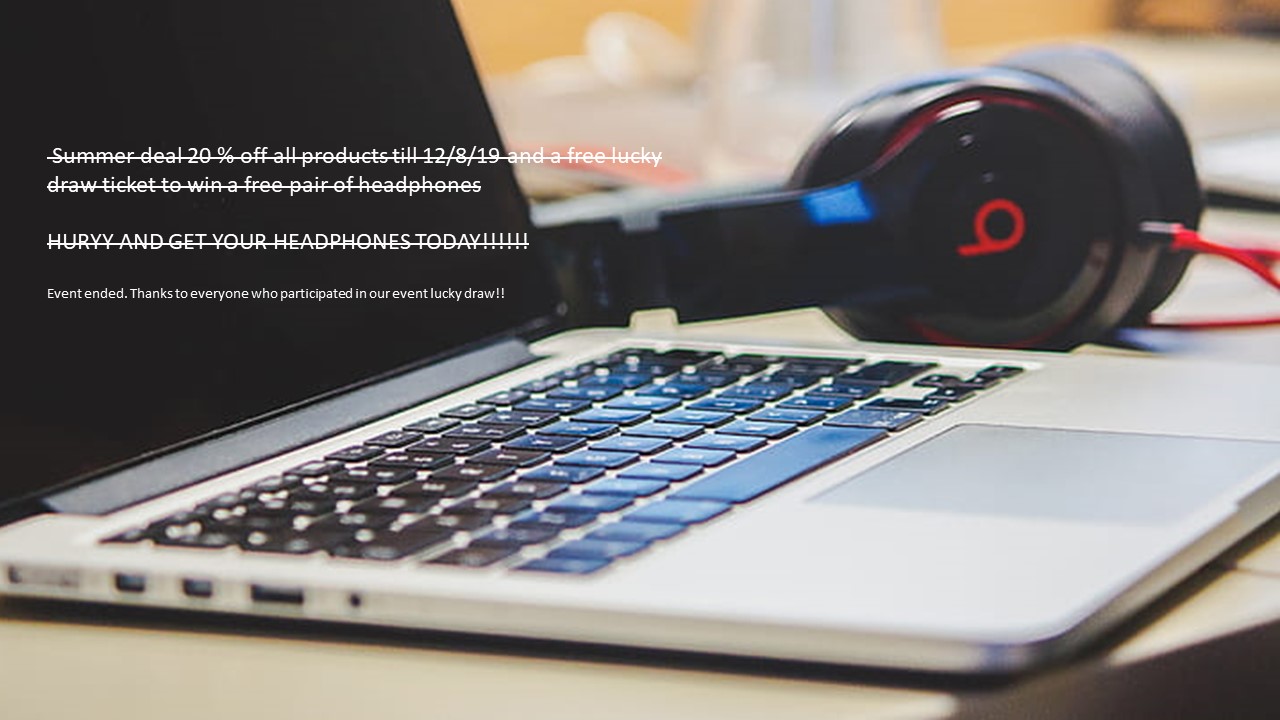 Summer deal 20 % off all products till 12/8/19 and a free lucky
draw ticket to win a free pair of headphones
HURYY AND GET YOUR HEADPHONES TODAY!!!!!!
Event ended. Thanks to everyone who participated in our event lucky draw!!